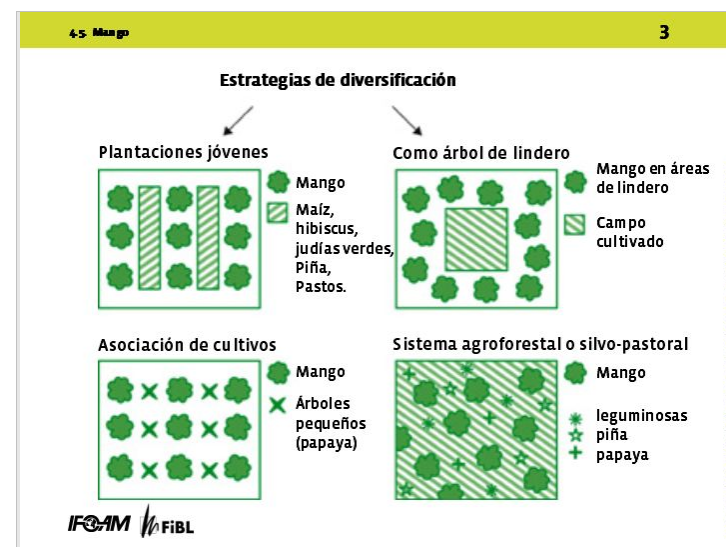 4.5. Mango
3
Estrategias de diversificación
Plantaciones jóvenes
Mango
Maíz,
hibiscus,
judías verdes,
Piña,
Pastos.
Como árbol de lindero
Mango en áreas
de lindero
Campo
cultivado
Asociación de cultivos
Mango
Árboles
pequeños
(papaya)
Sistema agroforestal o silvo-pastoral
Mango
leguminosas
piña
papaya
IFOAM FiBL